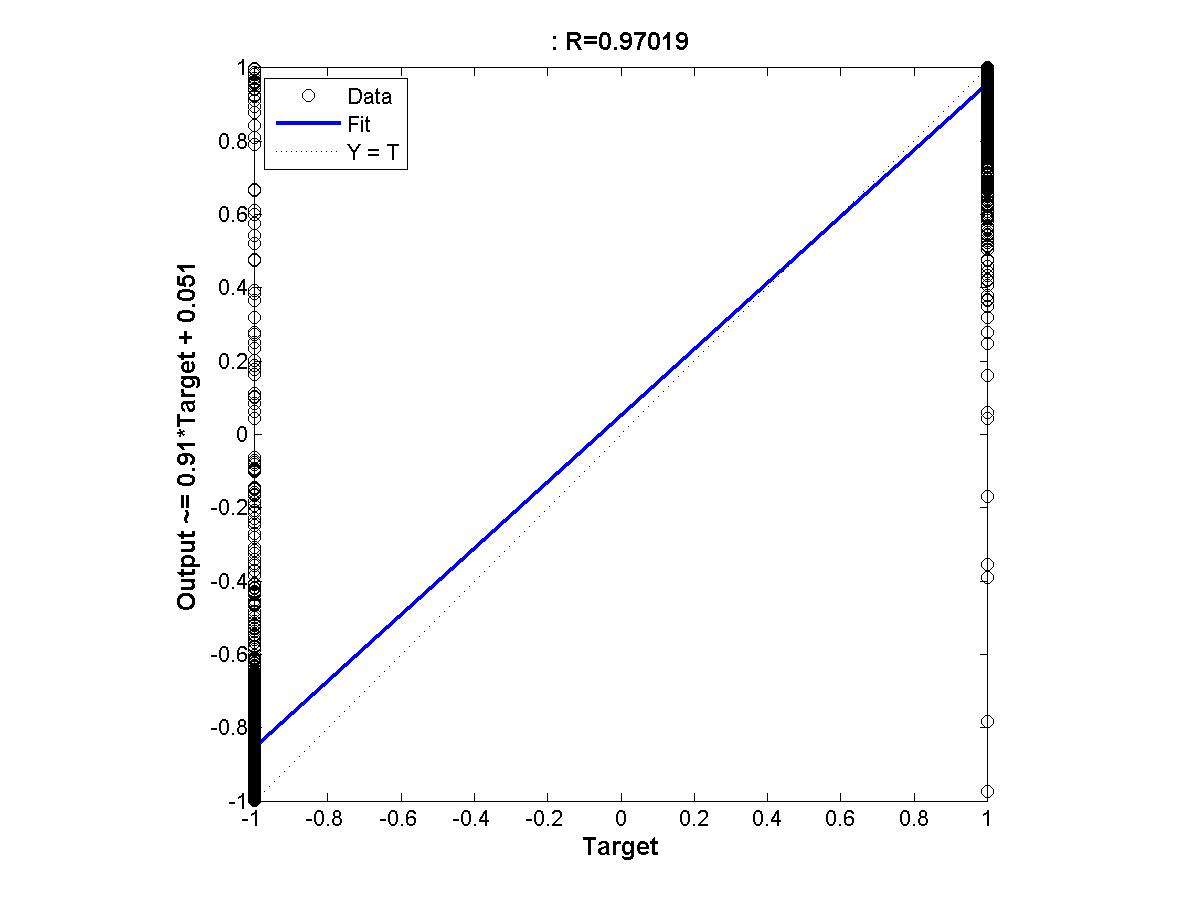 : R=0.97019
Data
Fit
Y = T
1
0.8
0.6
0.4
0.2
0
-0.2
-0.4
-0.6
-0.8
-1
Output ~= 0.91*Target + 0.051
-1 -0.8 -0.6 -0.4 -0.2 0 0.2 0.4 0.6 0.8 1
Target